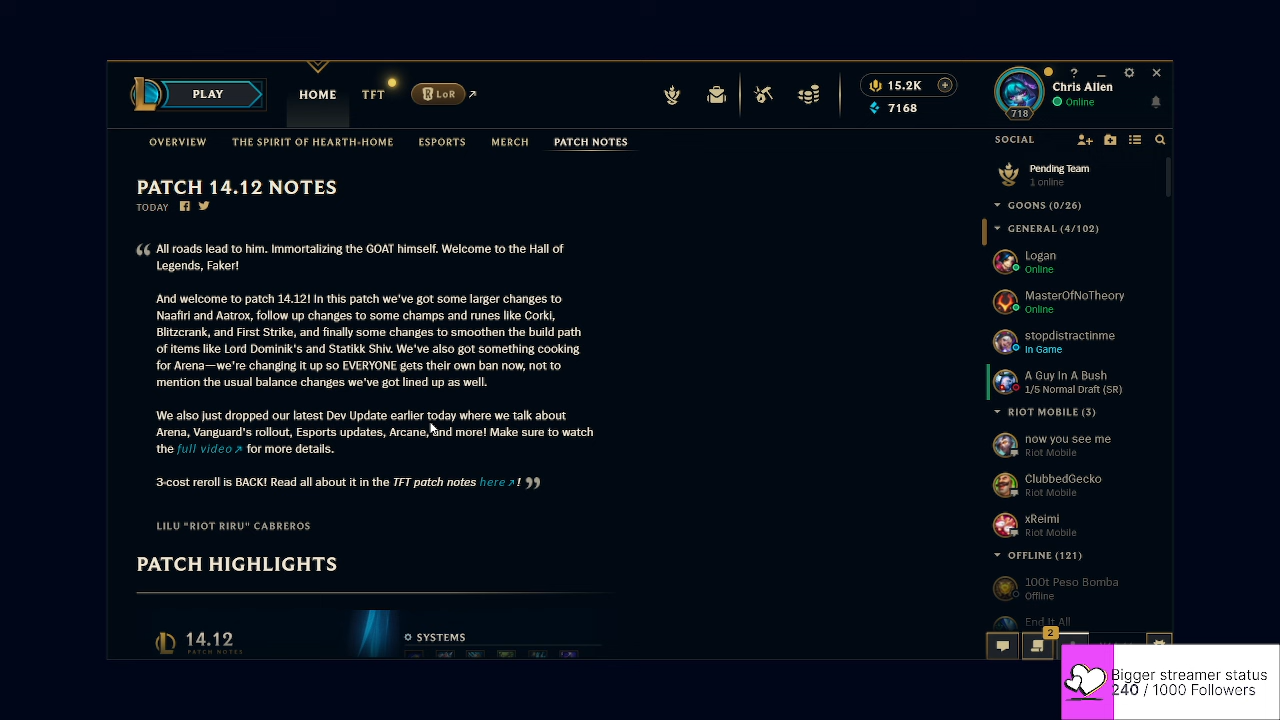 PLAY
HOME
TFT
LoR
15.2K
7168
718
Chris Allen
Online
OVERVIEW
THE SPIRIT OF HEARTH-HOME
ESPORTS
MERCH
PATCH NOTES
PATCH 14.12 NOTES
TODAY
All roads lead to him. Immortalizing the GOAT himself. Welcome to the Hall of
Legends, Faker!
And welcome to patch 14.12! In this patch we've got some larger changes to
Naafiri and Aatrox, follow up changes to some champs and runes like Corki,
Blitzcrank, and First Strike, and finally some changes to smoothen the build path
of items like Lord Dominik's and Statikk Shiv. We've also got something cooking
for Arena—we're changing it up so EVERYONE gets their own ban now, not to
mention the usual balance changes we've got lined up as well.
We also just dropped our latest Dev Update earlier today where we talk about
Arena, Vanguard's rollout, Esports updates, Arcane, and more! Make sure to watch
the full video for more details.
3-cost reroll is BACK! Read all about it in the TFT patch notes here !
LILU "RIOT RIRU" CABREROS
PATCH HIGHLIGHTS
14.12
PATCH NOTES
SYSTEMS
SOCIAL
Pending Team
1 online
GOONS (0/26)
GENERAL (4/102)
Logan
Online
MasterOfNoTheory
Online
stopdistractinme
In Game
A Guy In A Bush
1/5 Normal Draft (SR)
RIOT MOBILE (3)
now you see me
Riot Mobile
ClubbedGecko
Riot Mobile
xReimi
Riot Mobile
OFFLINE (121)
100t Peso Bomba
Offline
End It All
2
Bigger streamer status
240 / 1000 Followers